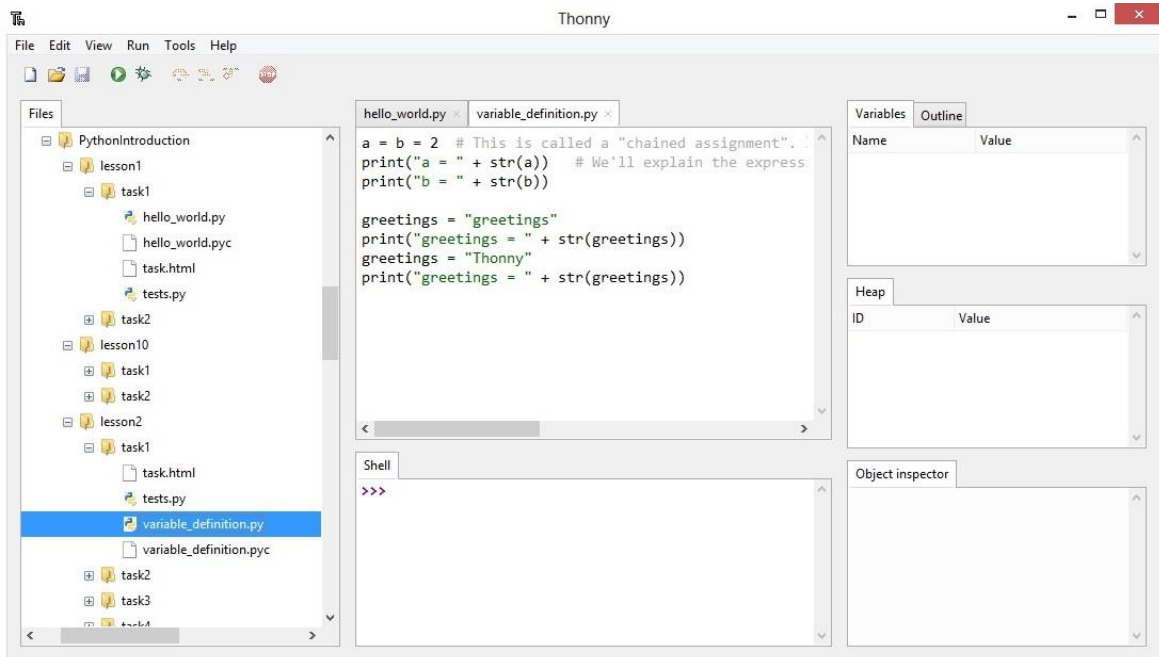 Thonny
File Edit View Run Tools Help
Files
PythonIntroduction
lesson1
task1
hello_world.py
hello_world.pyc
task.html
tests.py
task2
lesson10
task1
task2
lesson2
task1
task.html
tests.py
variable_definition.py
variable_definition.pyc
task2
task3
task4
hello_world.py × variable_definition.py ×
a = b = 2 # This is called a "chained assignment".
print("a = " + str(a)) # We'll explain the express
print("b = " + str(b))
greetings = "greetings"
print("greetings = " + str(greetings))
greetings = "Thonny"
print("greetings = " + str(greetings))
Shell
>>>
Variables Outline
Name Value
Heap
ID Value
Object inspector